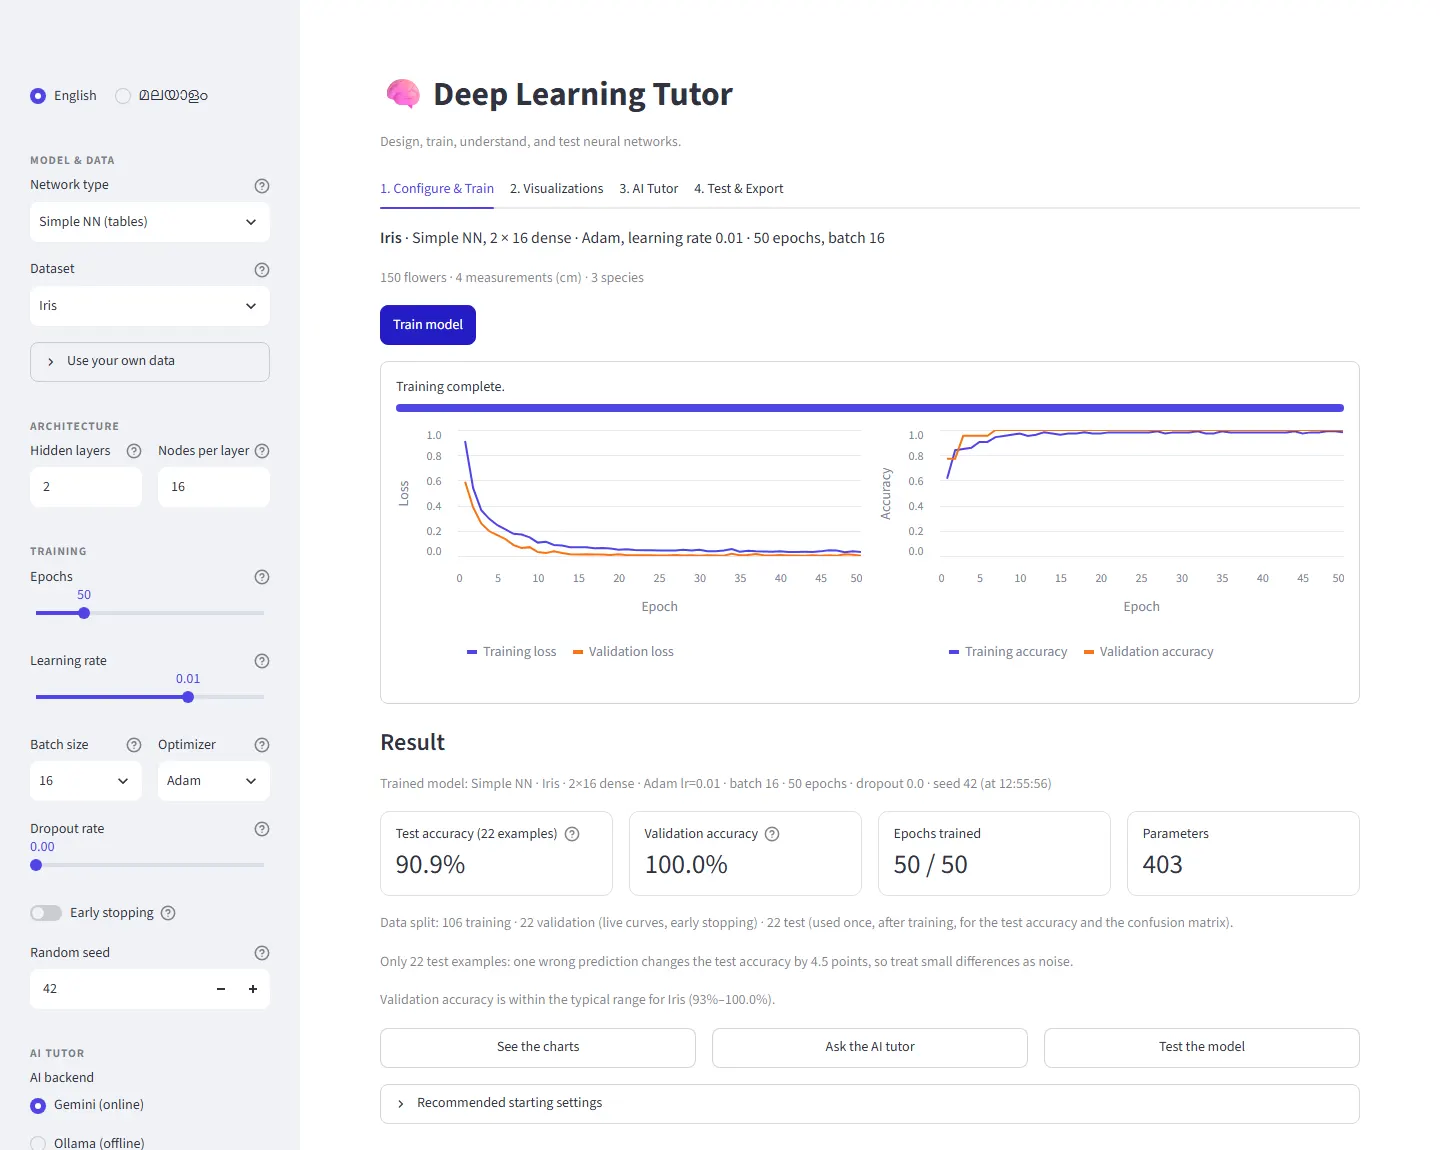 English മലയാളം
MODEL & DATA
Network type
Simple NN (tables)
Dataset
Iris
Use your own data
ARCHITECTURE
Hidden layers Nodes per layer
2 16
TRAINING
Epochs
50
Learning rate
0.01
Batch size Optimizer
16 Adam
Dropout rate
0.00
Early stopping
Random seed
42
AI TUTOR
AI backend
Gemini (online)
Ollama (offline)
Deep Learning Tutor
Design, train, understand, and test neural networks.
1. Configure & Train 2. Visualizations 3. AI Tutor 4. Test & Export
Iris · Simple NN, 2 × 16 dense · Adam, learning rate 0.01 · 50 epochs, batch 16
150 flowers · 4 measurements (cm) · 3 species
Train model
Training complete.
Loss
1.0
0.8
0.6
0.4
0.2
0.0
0 5 10 15 20 25 30 35 40 45 50
Epoch
Training loss Validation loss
Accuracy
1.0
0.8
0.6
0.4
0.2
0.0
0 5 10 15 20 25 30 35 40 45 50
Epoch
Training accuracy Validation accuracy
Result
Trained model: Simple NN · Iris · 2×16 dense · Adam lr=0.01 · batch 16 · 50 epochs · dropout 0.0 · seed 42 (at 12:55:56)
Test accuracy (22 examples)
90.9%
Validation accuracy
100.0%
Epochs trained
50 / 50
Parameters
403
Data split: 106 training · 22 validation (live curves, early stopping) · 22 test (used once, after training, for the test accuracy and the confusion matrix).
Only 22 test examples: one wrong prediction changes the test accuracy by 4.5 points, so treat small differences as noise.
Validation accuracy is within the typical range for Iris (93%–100.0%).
See the charts Ask the AI tutor Test the model
Recommended starting settings